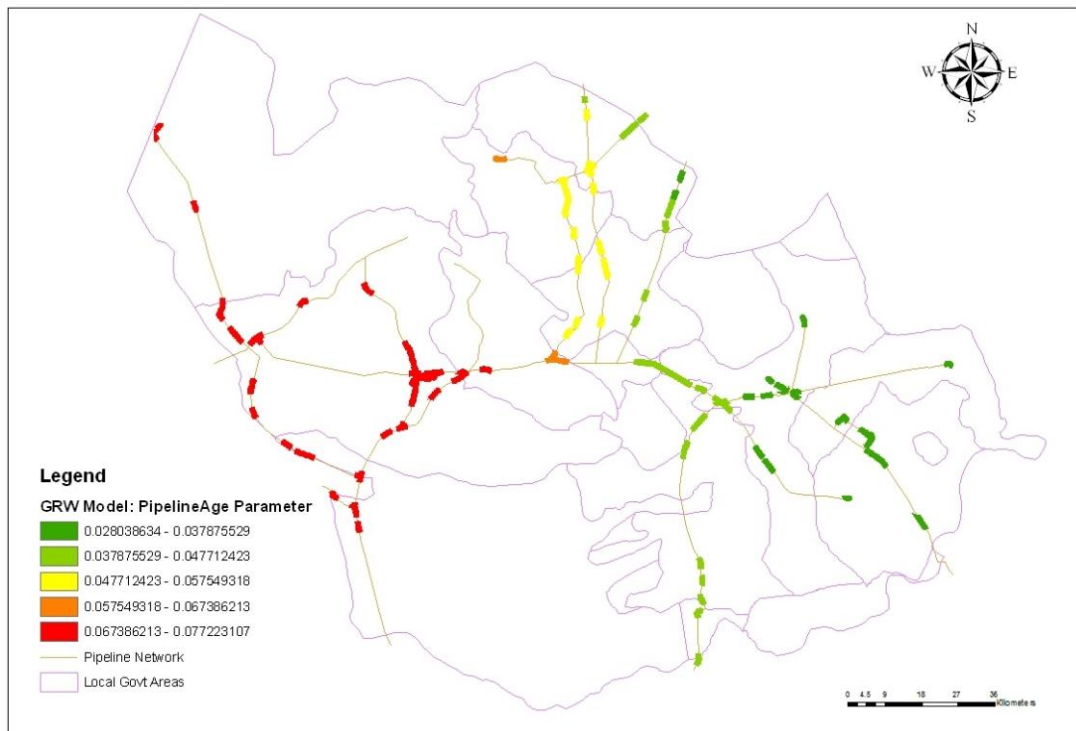 N
W E
S
Legend
GRW Model: PipelineAge Parameter
0.028038634 - 0.037875529
0.037875529 - 0.047712423
0.047712423 - 0.057549318
0.057549318 - 0.067386213
0.067386213 - 0.077223107
Pipeline Network
Local Govt Areas
0 4.5 9 18 27 36
Kilometers